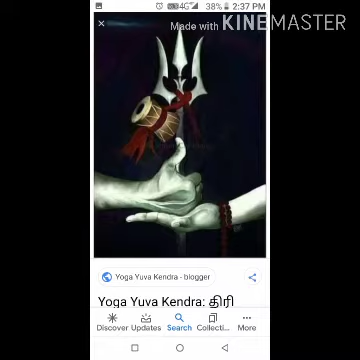 4G 38% 2:37 PM
Made with KINEMASTER
Yoga Yuva Kendra - blogger
Yoga Yuva Kendra: திரி
Discover Updates Search Collecti... More